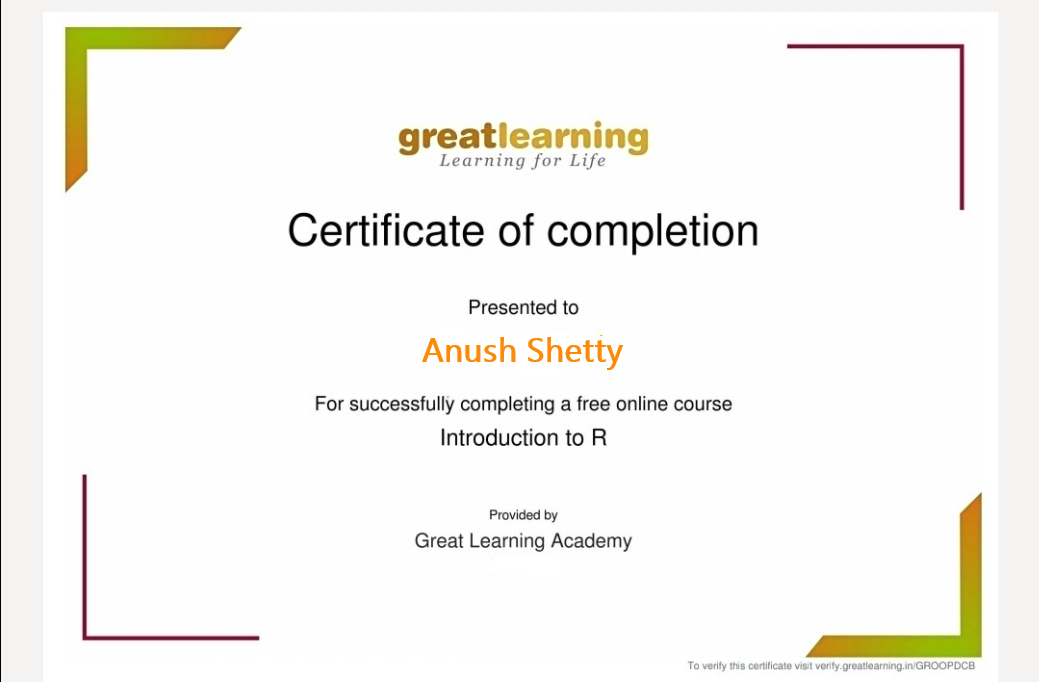 greatlearning
Learning for Life
Certificate of completion
Presented to
Anush Shetty
For successfully completing a free online course
Introduction to R
Provided by
Great Learning Academy
To verify this certificate visit verify.greatlearning.in/GROOPDCB